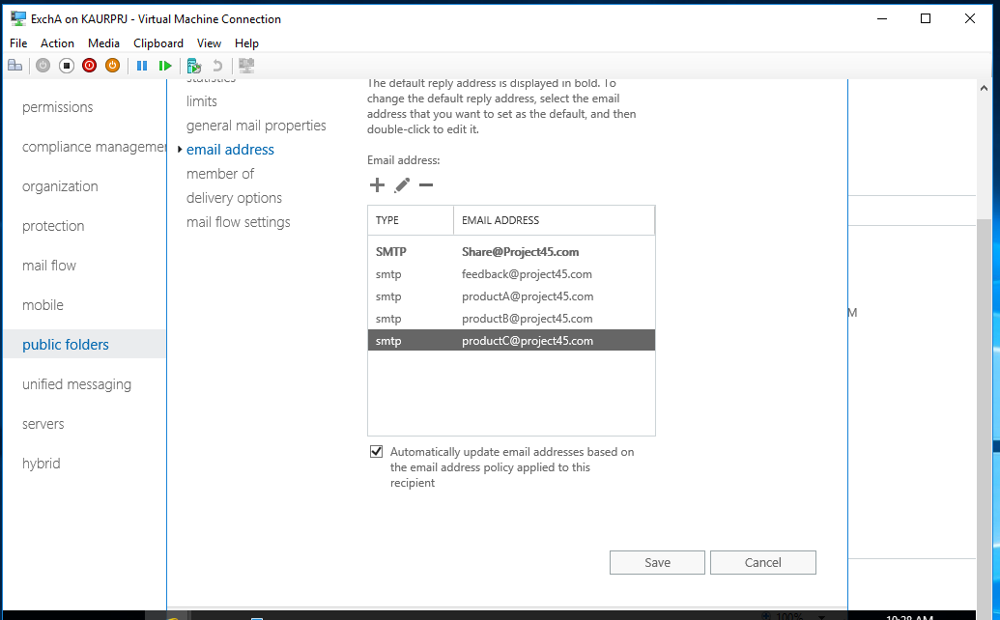 ExchA on KAURPRJ - Virtual Machine Connection
File Action Media Clipboard View Help
permissions
compliance managemen
organization
protection
mail flow
mobile
public folders
unified messaging
servers
hybrid
statistics
limits
general mail properties
email address
member of
delivery options
mail flow settings
The default reply address is displayed in bold. To
change the default reply address, select the email
address that you want to set as the default, and then
double-click to edit it.
Email address:
TYPE EMAIL ADDRESS
SMTP Share@Project45.com
smtp feedback@project45.com
smtp productA@project45.com
smtp productB@project45.com
smtp productC@project45.com
Automatically update email addresses based on
the email address policy applied to this
recipient
Save Cancel
M
100%
10:28 AM